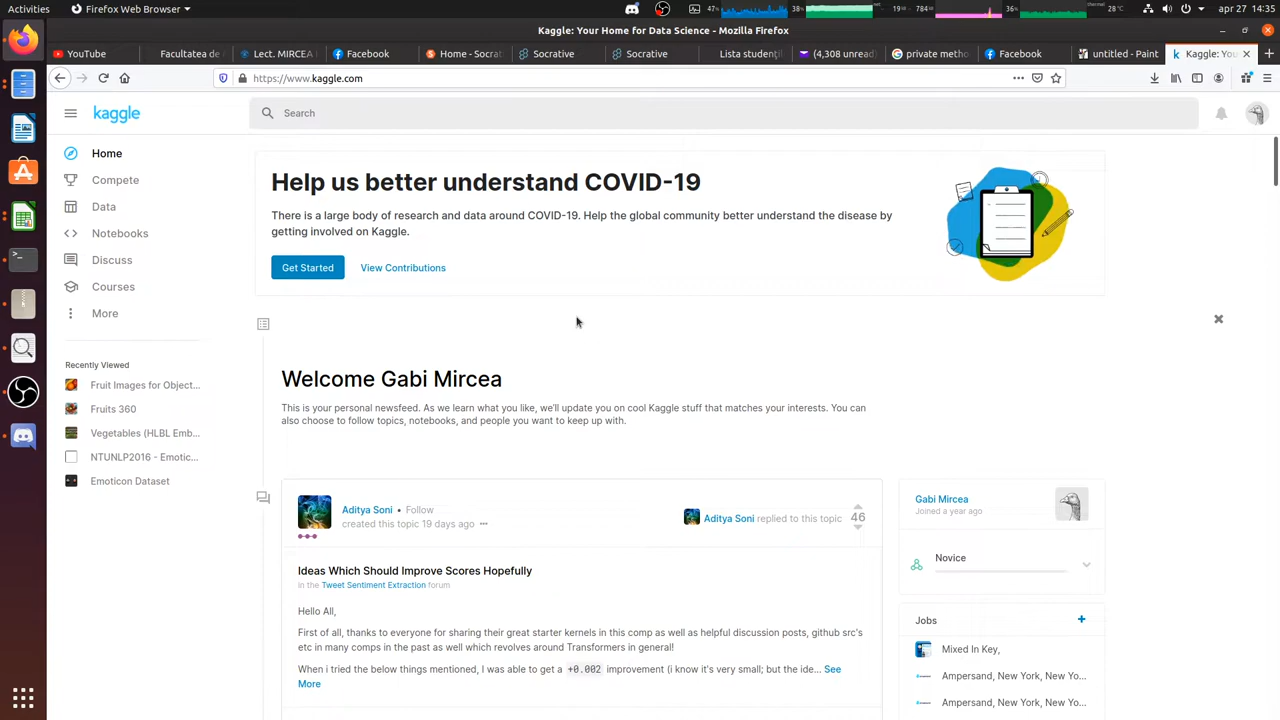 Activities Firefox Web Browser 47% 38% 19↔ 784 36% 28°C apr 27 14:35
Kaggle: Your Home for Data Science - Mozilla Firefox
YouTube Facultatea de Lect. MIRCEA Facebook Home - Socrat Socrative Socrative Lista studenți (4,308 unread) private metho Facebook untitled - Paint Kaggle: You
https://www.kaggle.com
kaggle
Search
Home
Compete
Data
Notebooks
Discuss
Courses
More
Recently Viewed
Fruit Images for Object...
Fruits 360
Vegetables (HLBL Emb...
NTUNLP2016 - Emotic...
Emoticon Dataset
Help us better understand COVID-19
There is a large body of research and data around COVID-19. Help the global community better understand the disease by
getting involved on Kaggle.
Get Started View Contributions
Welcome Gabi Mircea
This is your personal newsfeed. As we learn what you like, we'll update you on cool Kaggle stuff that matches your interests. You can
also choose to follow topics, notebooks, and people you want to keep up with.
Aditya Soni • Follow
created this topic 19 days ago
Aditya Soni replied to this topic
46
Ideas Which Should Improve Scores Hopefully
in the Tweet Sentiment Extraction forum
Hello All,
First of all, thanks to everyone for sharing their great starter kernels in this comp as well as helpful discussion posts, github src's
etc in many comps in the past as well which revolves around Transformers in general!
When i tried the below things mentioned, I was able to get a +0.002 improvement (i know it's very small; but the ide... See
More
Gabi Mircea
Joined a year ago
Novice
Jobs
Mixed In Key,
Ampersand, New York, New Yo...
Ampersand, New York, New Yo...